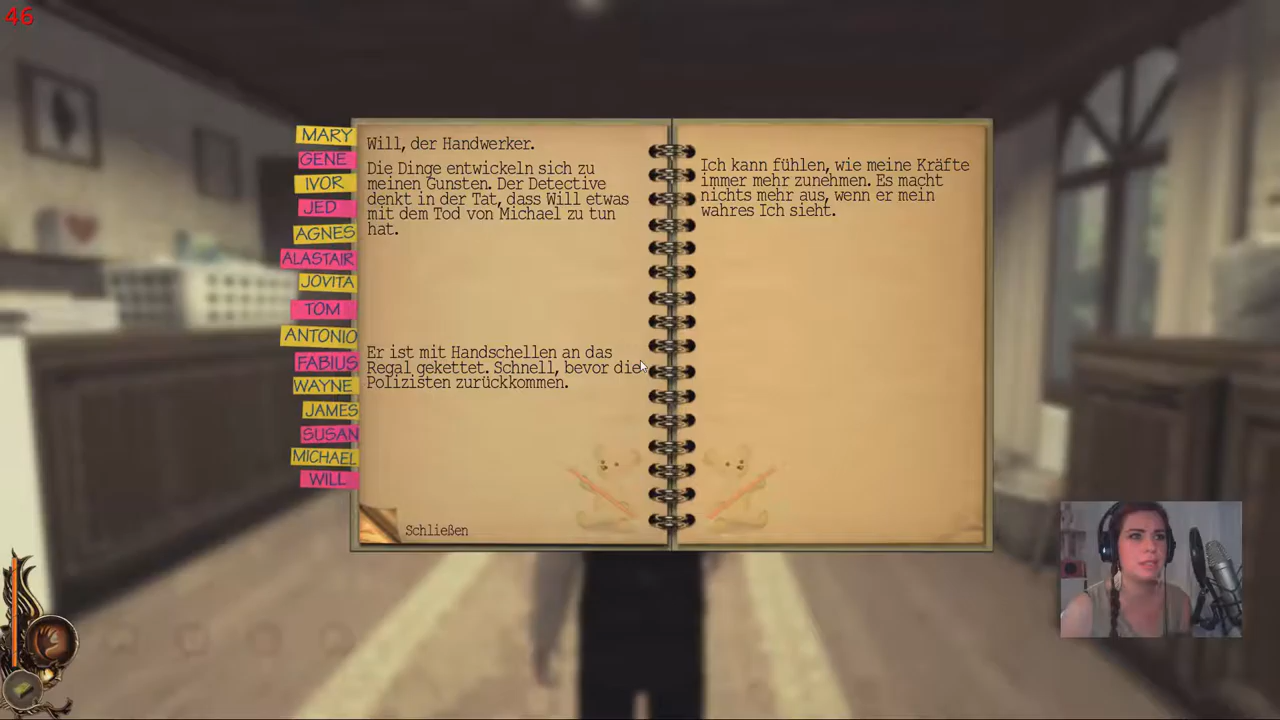 46
MARY
GENE
IVOR
JED
AGNES
ALASTAIR
JOVITA
TOM
ANTONIO
FABIUS
WAYNE
JAMES
SUSAN
MICHAEL
WILL
Will, der Handwerker.
Die Dinge entwickeln sich zu
meinen Gunsten. Der Detective
denkt in der Tat, dass Will etwas
mit dem Tod von Michael zu tun
hat.
Er ist mit Handschellen an das
Regal gekettet. Schnell, bevor die
Polizisten zurückkommen.
Schließen
Ich kann fühlen, wie meine Kräfte
immer mehr zunehmen. Es macht
nichts mehr aus, wenn er mein
wahres Ich sieht.